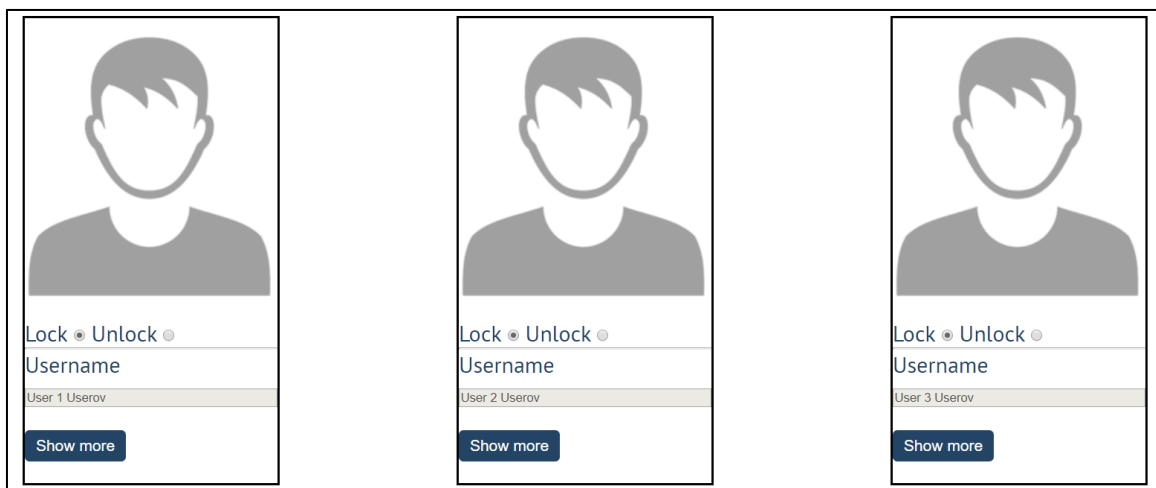 Lock Unlock
Username
User 1 Userov
Show more
Lock Unlock
Username
User 2 Userov
Show more
Lock Unlock
Username
User 3 Userov
Show more